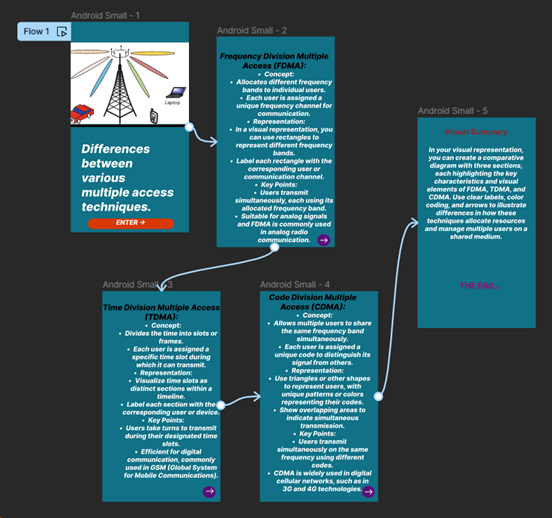 Flow 1
Android Small - 1
Laptop
Differences
between
various
multiple access
techniques.
ENTER →
Android Small - 2
Frequency Division Multiple
Access (FDMA):
• Concept:
• Allocates different frequency
bands to individual users.
• Each user is assigned a
unique frequency channel for
communication.
• Representation:
• In a visual representation, you
can use rectangles to
represent different frequency
bands.
• Label each rectangle with the
corresponding user or
communication channel.
• Key Points:
• Users transmit
simultaneously, each using its
allocated frequency band.
• Suitable for analog signals
and FDMA is commonly used
in analog radio
communication.
→
Android Small - 3
Time Division Multiple Access
(TDMA):
• Concept:
• Divides the time into slots or
frames.
• Each user is assigned a
specific time slot during
which it can transmit.
• Representation:
• Visualize time slots as
distinct sections within a
timeline.
• Label each section with the
corresponding user or device.
• Key Points:
• Users take turns to transmit
during their designated time
slots.
• Efficient for digital
communication, commonly
used in GSM (Global System
for Mobile Communications).
→
Android Small - 4
Code Division Multiple
Access (CDMA):
• Concept:
• Allows multiple users to share
the same frequency band
simultaneously.
• Each user is assigned a
unique code to distinguish its
signal from others.
• Representation:
• Use triangles or other shapes
to represent users, with
unique patterns or colors
representing their codes.
• Show overlapping areas to
indicate simultaneous
transmission.
• Key Points:
• Users transmit
simultaneously on the same
frequency using different
codes.
• CDMA is widely used in digital
cellular networks, such as in
3G and 4G technologies.
→
Android Small - 5
Visual Summary
In your visual representation,
you can create a comparative
diagram with three sections,
each highlighting the key
characteristics and visual
elements of FDMA, TDMA, and
CDMA. Use clear labels, color
coding, and arrows to illustrate
differences in how these
techniques allocate resources
and manage multiple users on
a shared medium.
THE END...